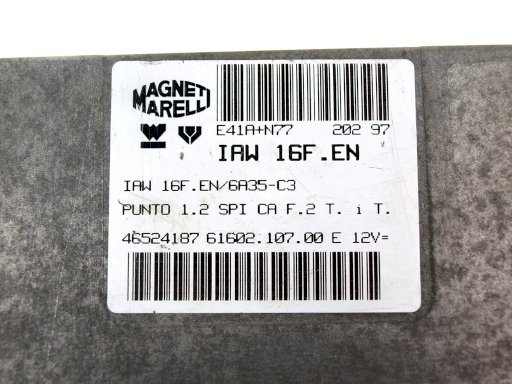 MAGNETI
MARELLI
E41A+N77 202 97
IAW 16F.EN
IAW 16F.EN/6A35-C3
PUNTO 1.2 SPI CA F.2 T. i T.
46524187 61602.107.00 E 12V=